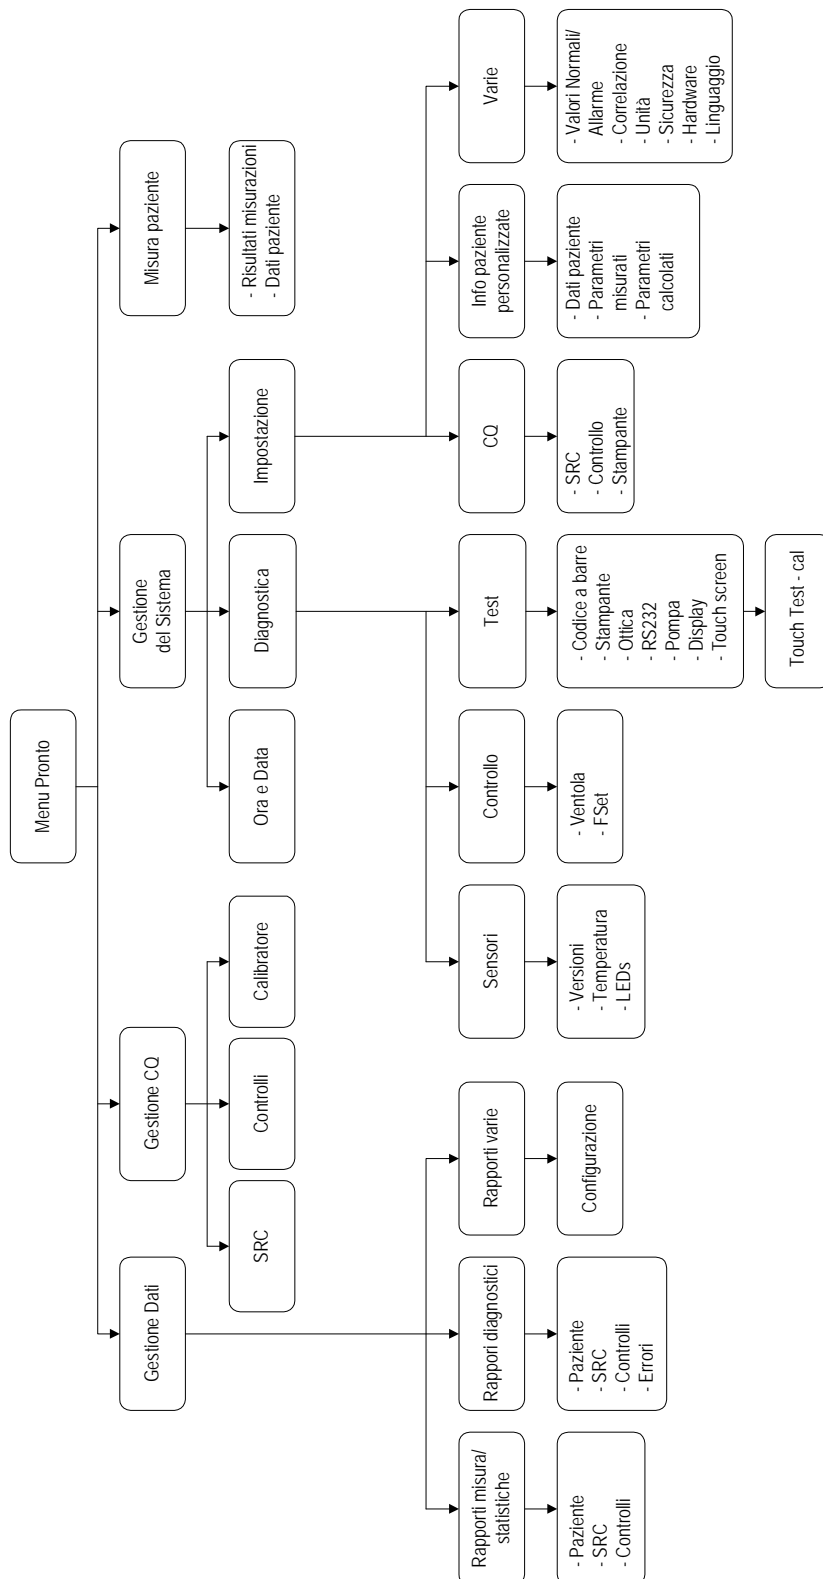 Menu Pronto
Gestione Dati
Gestione CQ
Gestione
del Sistema
Misura paziente
SRC
Controlli
Calibratore
Ora e Data
Diagnostica
Impostazione
- Risultati misurazioni
- Dati paziente
Rapporti misura/
statistiche
Rappori diagnostici
Rapporti varie
Sensori
Controllo
Test
CQ
Info paziente
personalizzate
Varie
- Paziente
- SRC
- Controlli
- Paziente
- SRC
- Controlli
- Errori
Configurazione
- Versioni
- Temperatura
- LEDs
- Ventola
- FSet
- Codice a barre
- Stampante
- Ottica
- RS232
- Pompa
- Display
- Touch screen
- SRC
- Controllo
- Stampante
- Dati paziente
- Parametri
misurati
- Parametri
calcolati
- Valori Normali/
Allarme
- Correlazione
- Unità
- Sicurezza
- Hardware
- Linguaggio
Touch Test - cal